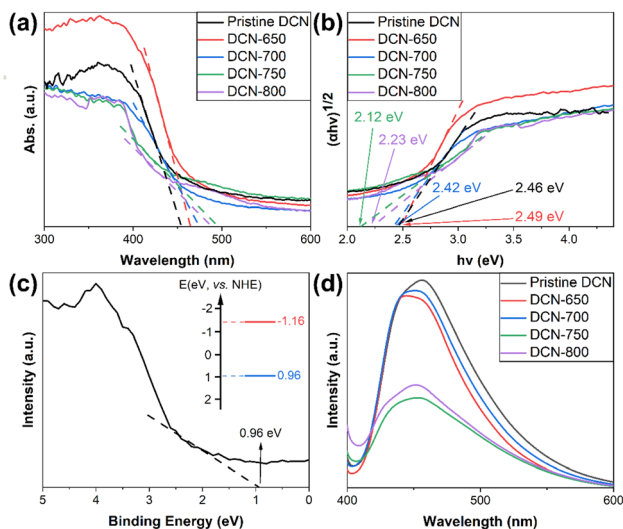 (a)
Pristine DCN
DCN-650
DCN-700
DCN-750
DCN-800
Abs. (a.u.)
300
400
500
600
Wavelength (nm)
(b)
Pristine DCN
DCN-650
DCN-700
DCN-750
DCN-800
(αhv)1/2
2.12 eV
2.23 eV
2.42 eV
2.46 eV
2.49 eV
2.0
2.5
3.0
3.5
4.0
hv (eV)
(c)
E(eV, vs. NHE)
-2
-1
0
1
2
-1.16
0.96
0.96 eV
Intensity (a.u.)
5
4
3
2
1
0
Binding Energy (eV)
(d)
Pristine DCN
DCN-650
DCN-700
DCN-750
DCN-800
Intensity (a.u.)
400
500
600
Wavelength (nm)